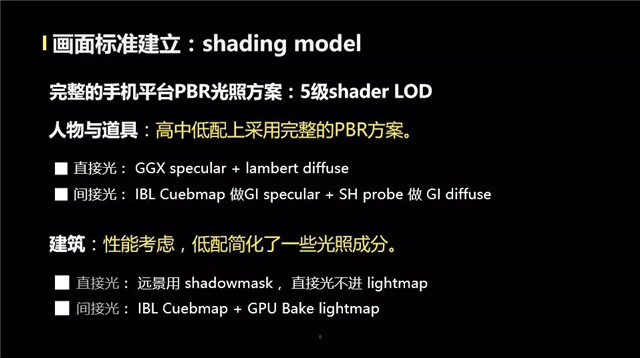 画面标准建立：shading model
完整的手机平台PBR光照方案：5级shader LOD
人物与道具：高中低配上采用完整的PBR方案。
直接光： GGX specular + lambert diffuse
间接光： IBL Cuebmap 做GI specular + SH probe 做 GI diffuse
建筑：性能考虑，低配简化了一些光照成分。
直接光： 远景用 shadowmask ，直接光不进 lightmap
间接光： IBL Cuebmap + GPU Bake lightmap